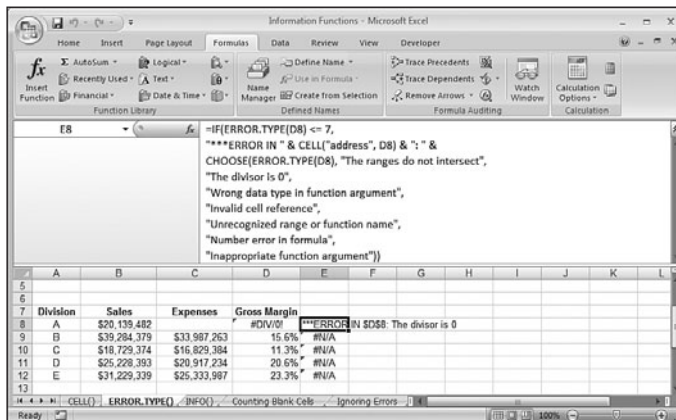 Information Functions - Microsoft Excel
Home Insert Page Layout Formulas Data Review View Developer
Insert Function
AutoSum
Recently Used
Financial
Logical
Text
Date & Time
Function Library
Name Manager
Define Name
Use in Formula
Create from Selection
Defined Names
Trace Precedents
Trace Dependents
Remove Arrows
Formula Auditing
Watch Window
Calculation Options
Calculation
E8 fx =IF(ERROR.TYPE(D8) <= 7,
"***ERROR IN " & CELL("address", D8) & ": " &
CHOOSE(ERROR.TYPE(D8), "The ranges do not intersect",
"The divisor is 0",
"Wrong data type in function argument",
"Invalid cell reference",
"Unrecognized range or function name",
"Number error in formula",
"Inappropriate function argument"))
A B C D E F G H I J K L
5
6
7 Division Sales Expenses Gross Margin
8 A $20,139,482 #DIV/0! ***ERROR IN $D$8: The divisor is 0
9 B $39,284,379 $33,987,263 15.6% #N/A
10 C $18,729,374 $16,829,384 11.3% #N/A
11 D $25,228,393 $20,917,234 20.6% #N/A
12 E $31,229,339 $25,333,987 23.3% #N/A
13
CELL() ERROR.TYPE() INFO() Counting Blank Cells Ignoring Errors
Ready 100%